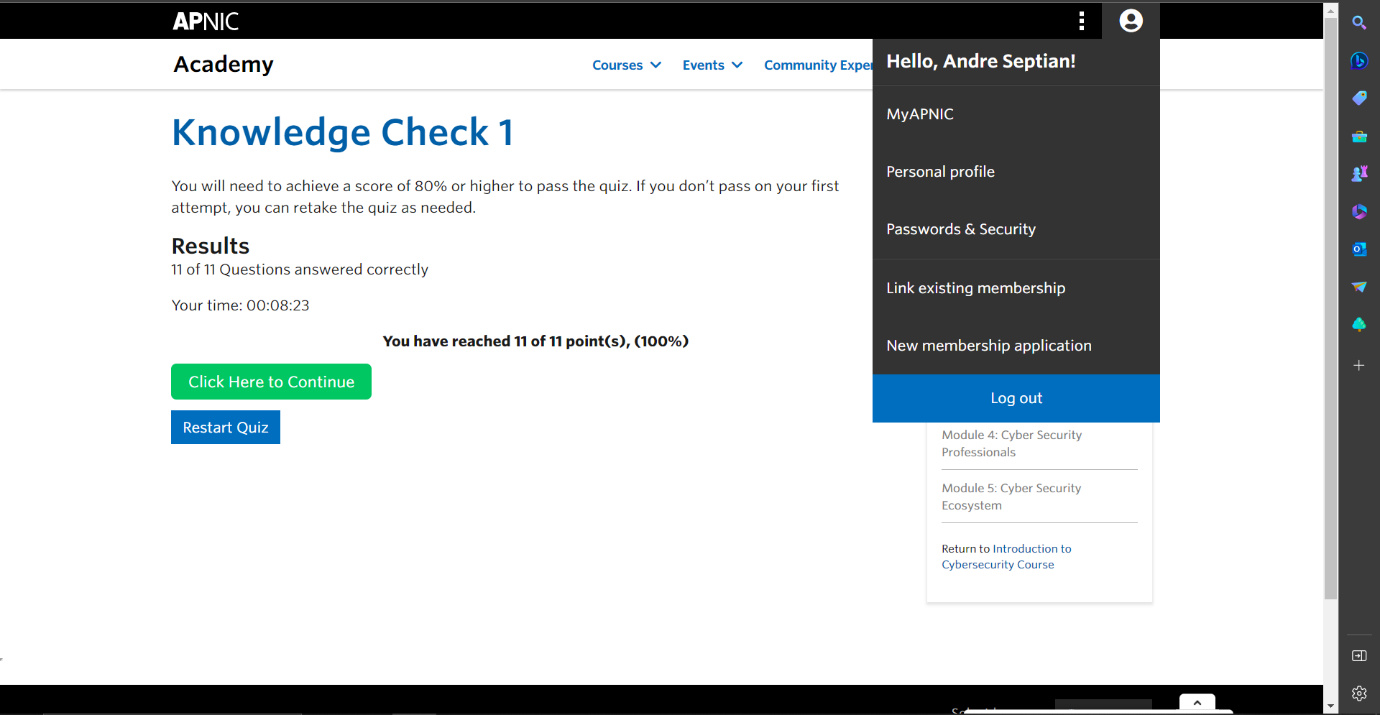 APNIC
Academy
Courses
Events
Community Exper
Hello, Andre Septian!
MyAPNIC
Personal profile
Passwords & Security
Link existing membership
New membership application
Log out
Knowledge Check 1
You will need to achieve a score of 80% or higher to pass the quiz. If you don’t pass on your first
attempt, you can retake the quiz as needed.
Results
11 of 11 Questions answered correctly
Your time: 00:08:23
You have reached 11 of 11 point(s), (100%)
Click Here to Continue
Restart Quiz
Module 4: Cyber Security
Professionals
Module 5: Cyber Security
Ecosystem
Return to Introduction to
Cybersecurity Course